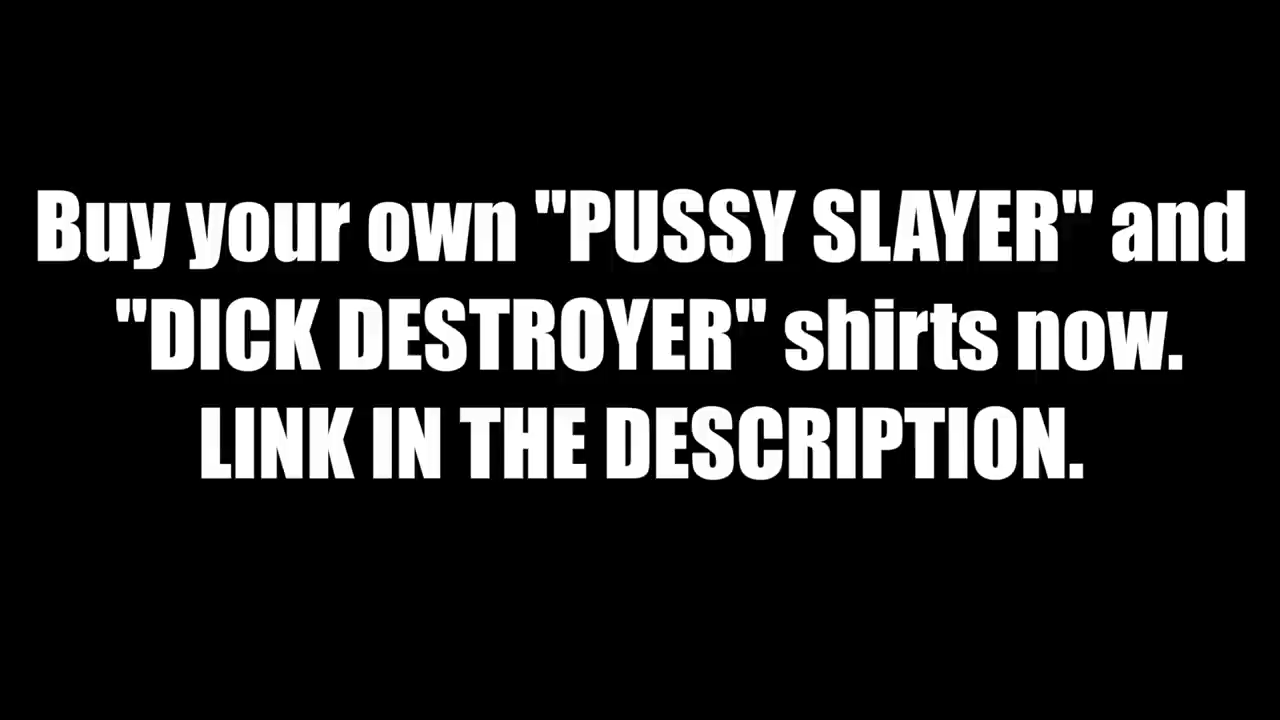 Buy your own "PUSSY SLAYER" and
"DICK DESTROYER" shirts now.
LINK IN THE DESCRIPTION.